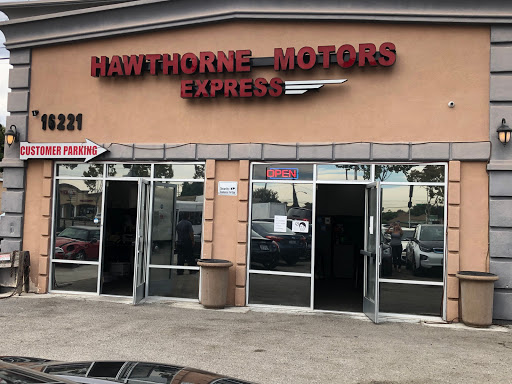 HAWTHORNE MOTORS
EXPRESS
16221
CUSTOMER PARKING
OPEN